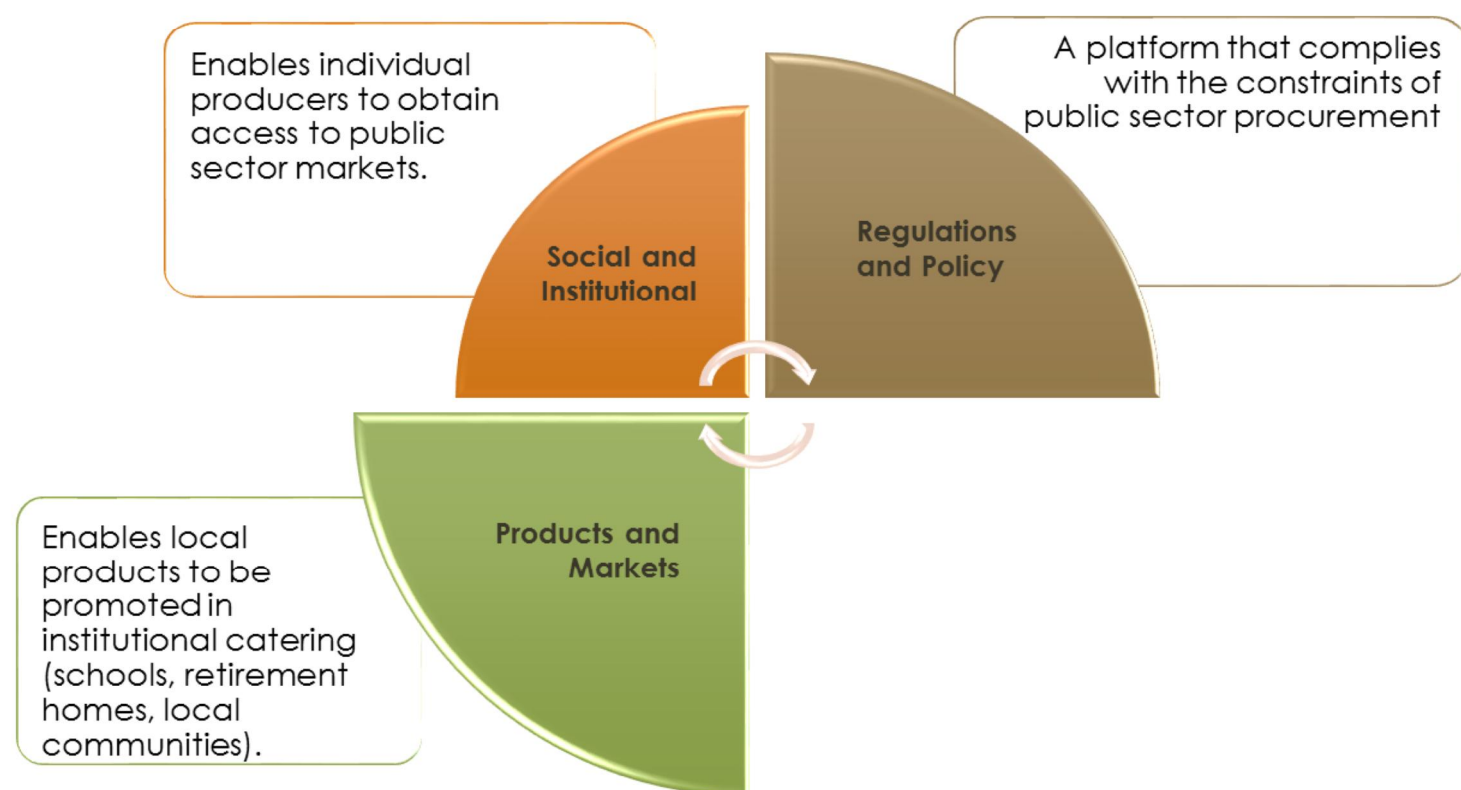 Enables individual
producers to obtain
access to public
sector markets.
Social and
Institutional
A platform that complies
with the constraints of
public sector procurement
Regulations
and Policy
Enables local
products to be
promoted in
institutional catering
(schools, retirement
homes, local
communities).
Products and
Markets